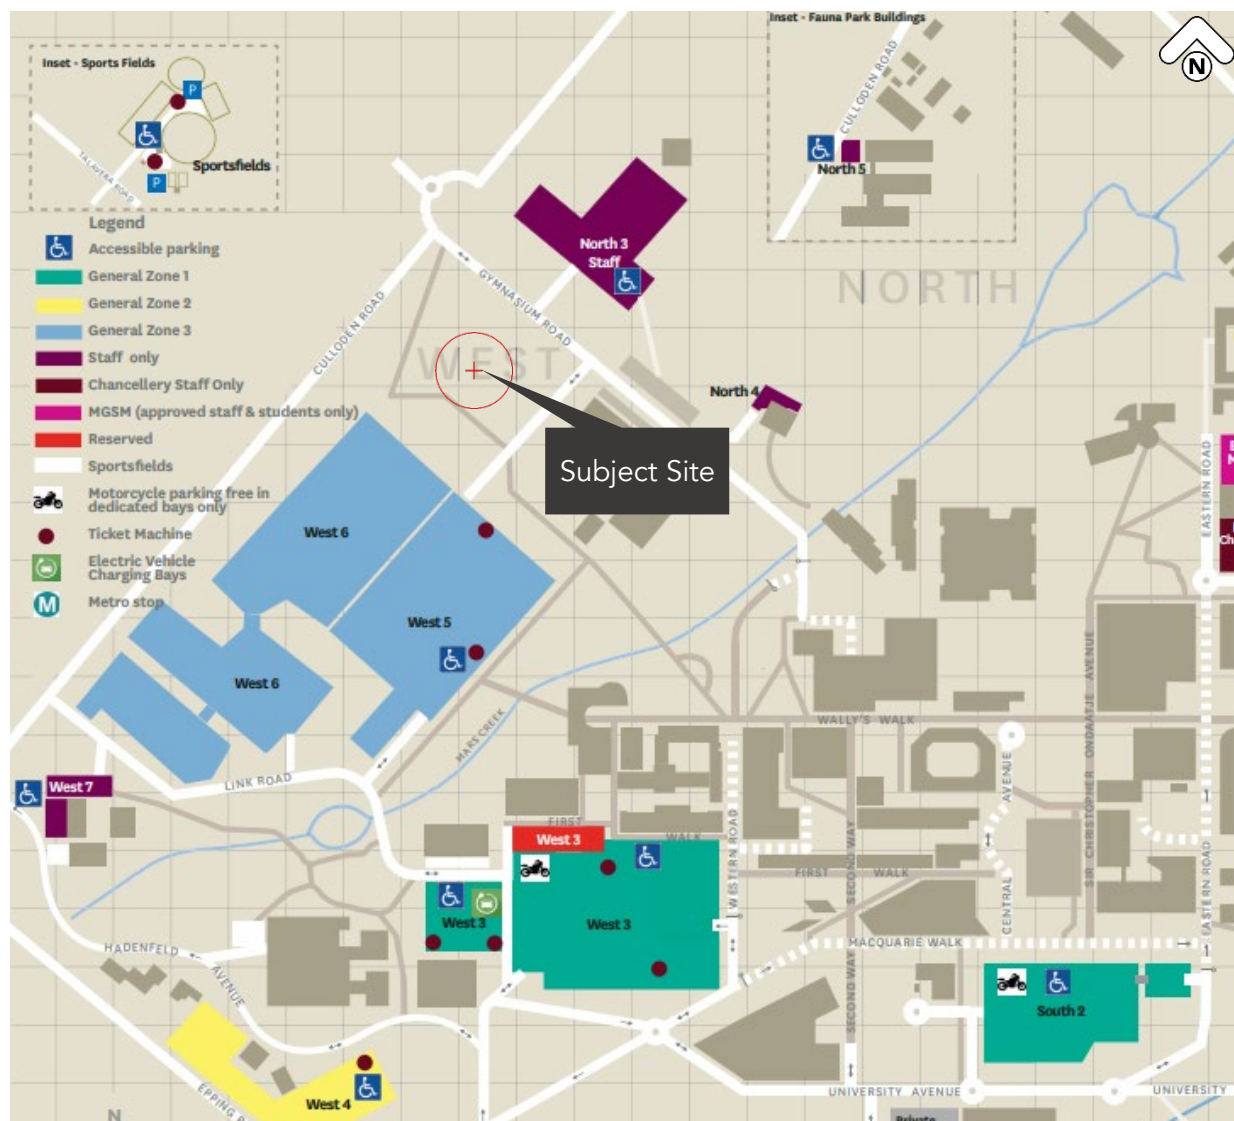 Inset - Fauna Park Buildings
N
Inset - Sports Fields
P
CULLODEN ROAD
TALAVERA ROAD
Sportsfields
P
North 5
Legend
Accessible parking
General Zone 1
General Zone 2
General Zone 3
Staff only
Chancellery Staff Only
MGSM (approved staff & students only)
Reserved
Sportsfields
Motorcycle parking free in
dedicated bays only
Ticket Machine
Electric Vehicle
Charging Bays
M
Metro stop
North 3
Staff
GYMNASIUM ROAD
CULLODEN ROAD
NORTH
WEST
North 4
Subject Site
EASTERN ROAD
West 6
West 5
West 6
MARS CREEK
WALLY'S WALK
SIR CHRISTOPHER ONDAATJE AVENUE
LINK ROAD
West 7
FIRST
WALK
West 3
WESTERN ROAD
SECOND WAY
FIRST WALK
CENTRAL AVENUE
EASTERN ROAD
West 3
West 3
HADENFELD
AVENUE
MACQUARIE WALK
SECOND WAY
South 2
West 4
EPPING
UNIVERSITY AVENUE
UNIVERSITY
N
Private